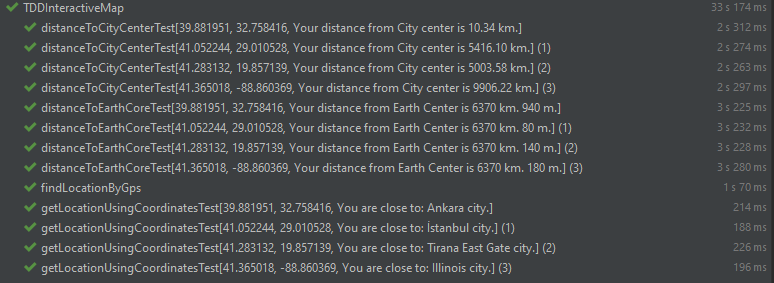 TDDInteractiveMap 33 s 174 ms
distanceToCityCenterTest[39.881951, 32.758416, Your distance from City center is 10.34 km.] 2 s 312 ms
distanceToCityCenterTest[41.052244, 29.010528, Your distance from City center is 5416.10 km.] (1) 2 s 274 ms
distanceToCityCenterTest[41.283132, 19.857139, Your distance from City center is 5003.58 km.] (2) 2 s 263 ms
distanceToCityCenterTest[41.365018, -88.860369, Your distance from City center is 9906.22 km.] (3) 2 s 297 ms
distanceToEarthCoreTest[39.881951, 32.758416, Your distance from Earth Center is 6370 km. 940 m.] 3 s 225 ms
distanceToEarthCoreTest[41.052244, 29.010528, Your distance from Earth Center is 6370 km. 80 m.] (1) 3 s 232 ms
distanceToEarthCoreTest[41.283132, 19.857139, Your distance from Earth Center is 6370 km. 140 m.] (2) 3 s 228 ms
distanceToEarthCoreTest[41.365018, -88.860369, Your distance from Earth Center is 6370 km. 180 m.] (3) 3 s 280 ms
findLocationByGps 1 s 70 ms
getLocationUsingCoordinatesTest[39.881951, 32.758416, You are close to: Ankara city.] 214 ms
getLocationUsingCoordinatesTest[41.052244, 29.010528, You are close to: İstanbul city.] (1) 188 ms
getLocationUsingCoordinatesTest[41.283132, 19.857139, You are close to: Tirana East Gate city.] (2) 226 ms
getLocationUsingCoordinatesTest[41.365018, -88.860369, You are close to: Illinois city.] (3) 196 ms